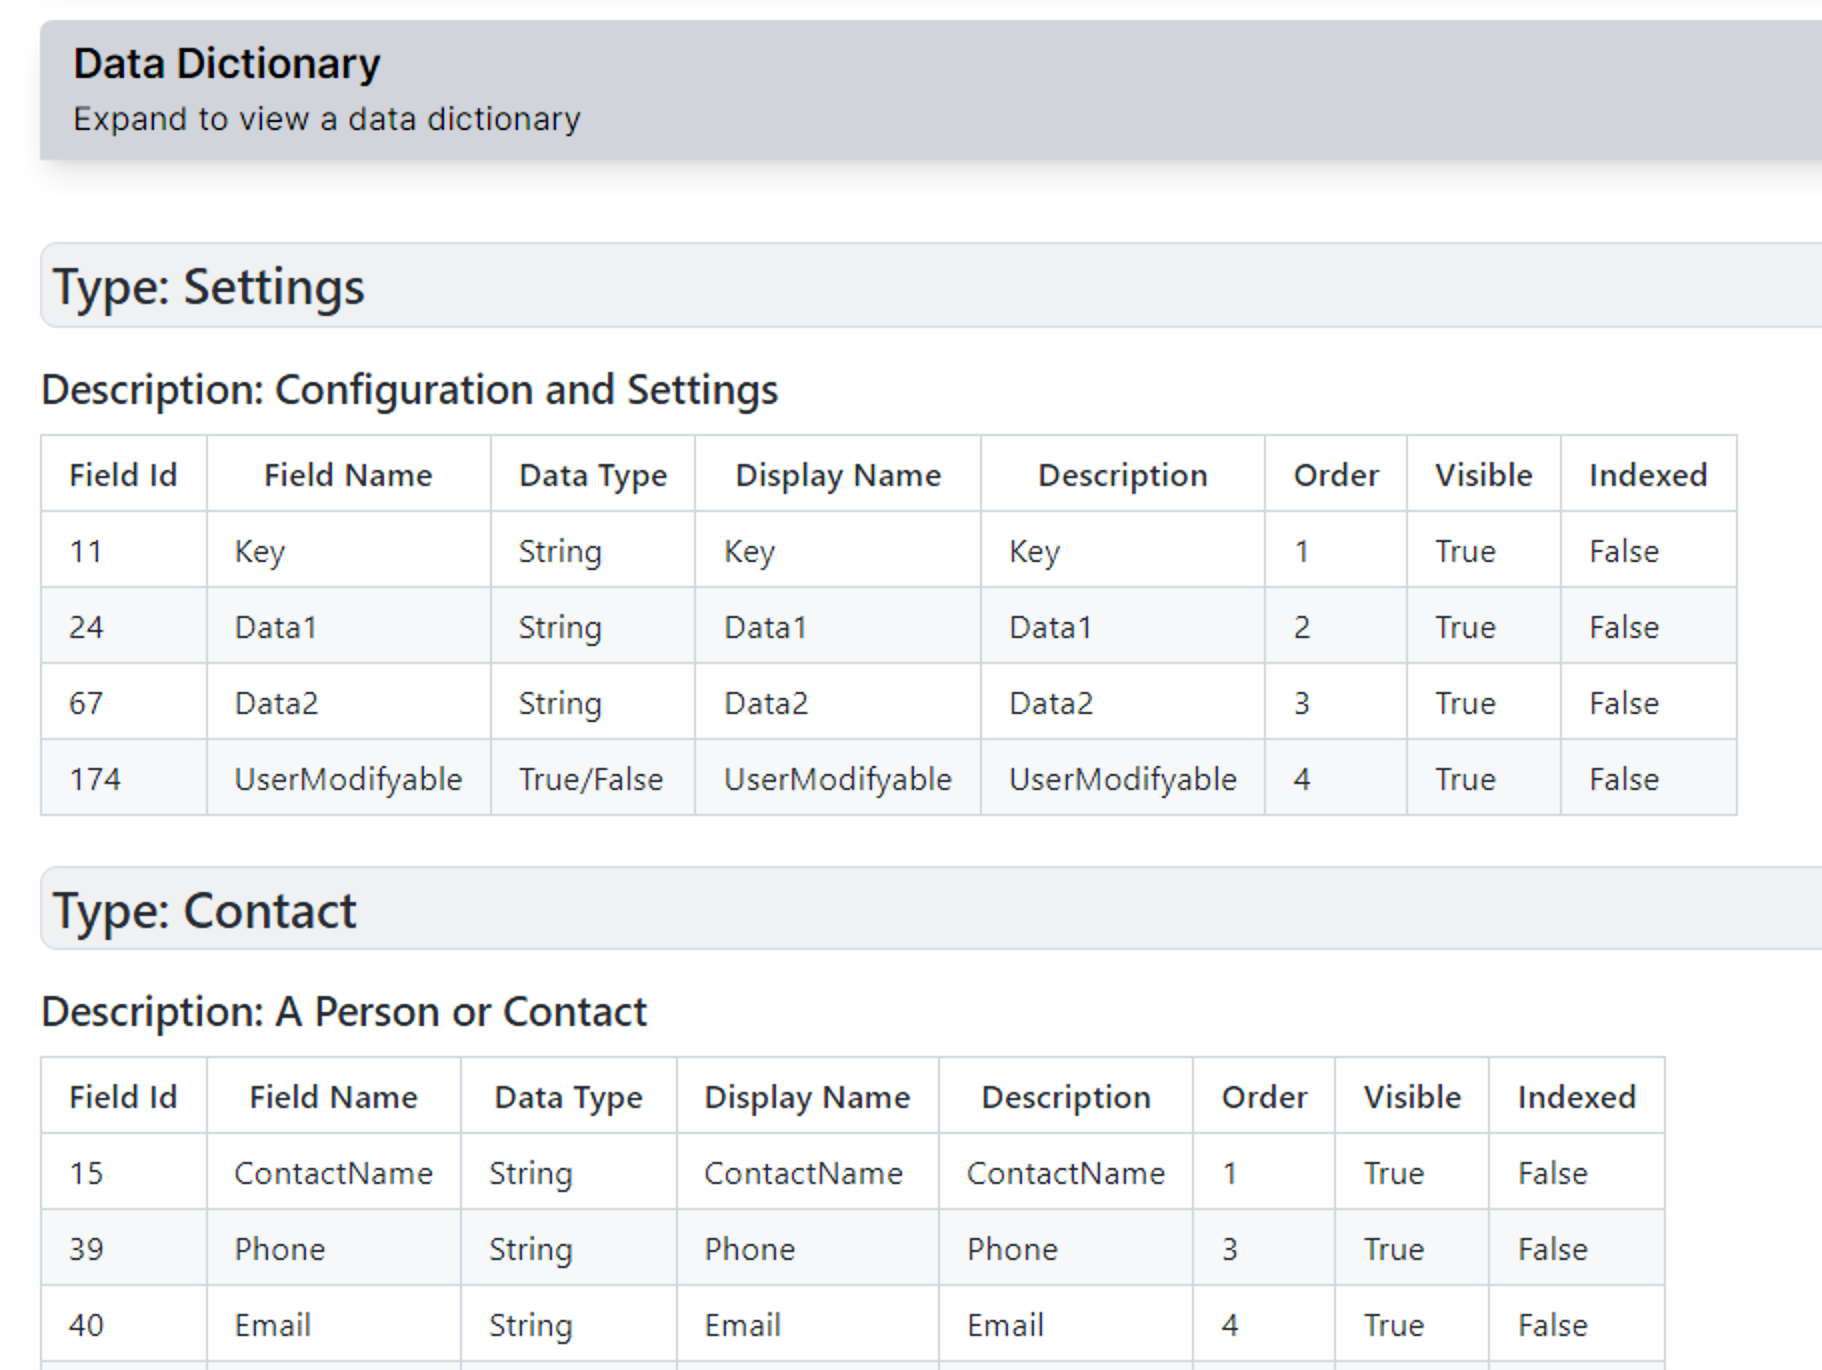 Data Dictionary
Expand to view a data dictionary
Type: Settings
Description: Configuration and Settings
Field Id Field Name Data Type Display Name Description Order Visible Indexed
11 Key String Key Key 1 True False
24 Data1 String Data1 Data1 2 True False
67 Data2 String Data2 Data2 3 True False
174 UserModifyable True/False UserModifyable UserModifyable 4 True False
Type: Contact
Description: A Person or Contact
Field Id Field Name Data Type Display Name Description Order Visible Indexed
15 ContactName String ContactName ContactName 1 True False
39 Phone String Phone Phone 3 True False
40 Email String Email Email 4 True False